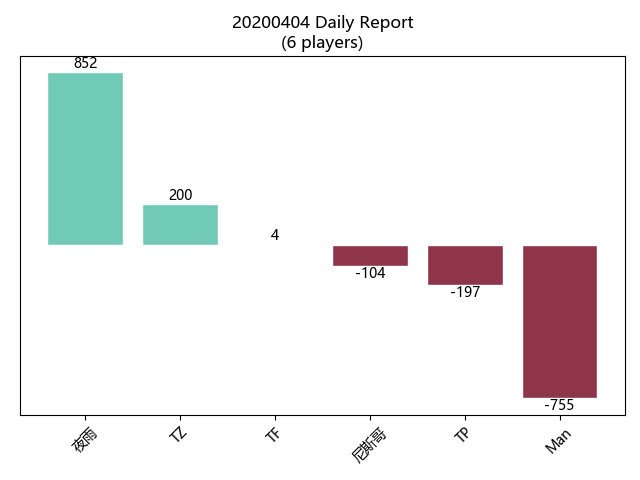 20200404 Daily Report
(6 players)
852
200
4
-104
-197
-755
夜雨
TZ
TF
尼斯哥
TP
Man